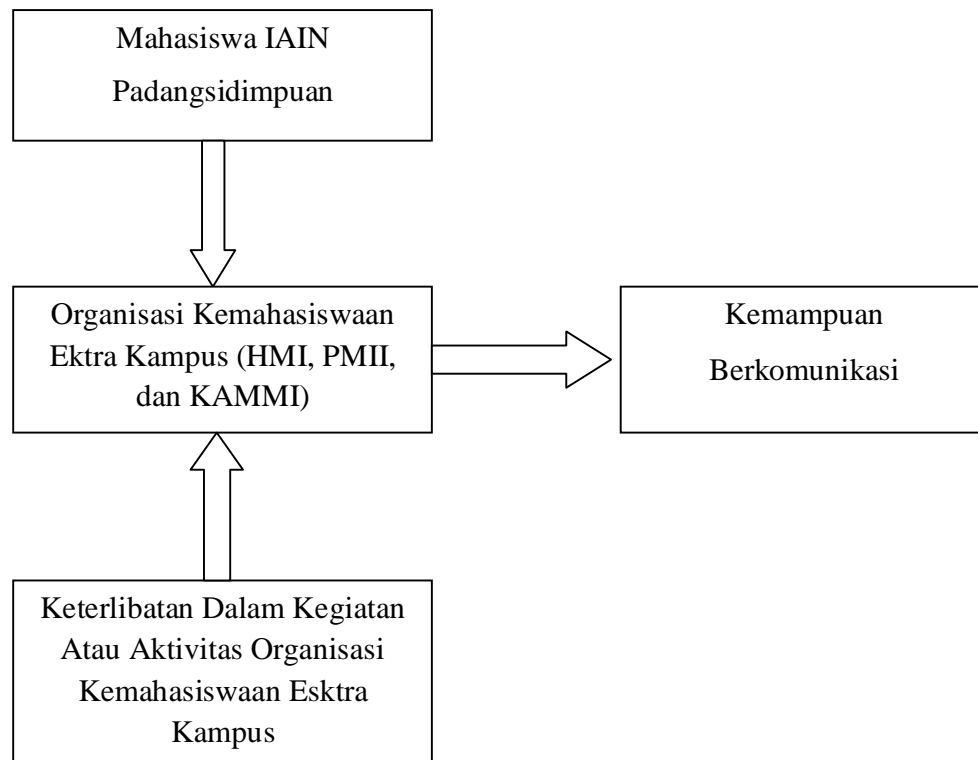 Mahasiswa IAIN
Padangsidimpuan
Organisasi Kemahasiswaan
Ektra Kampus (HMI, PMII,
dan KAMMI)
Kemampuan
Berkomunikasi
Keterlibatan Dalam Kegiatan
Atau Aktivitas Organisasi
Kemahasiswaan Esktra
Kampus